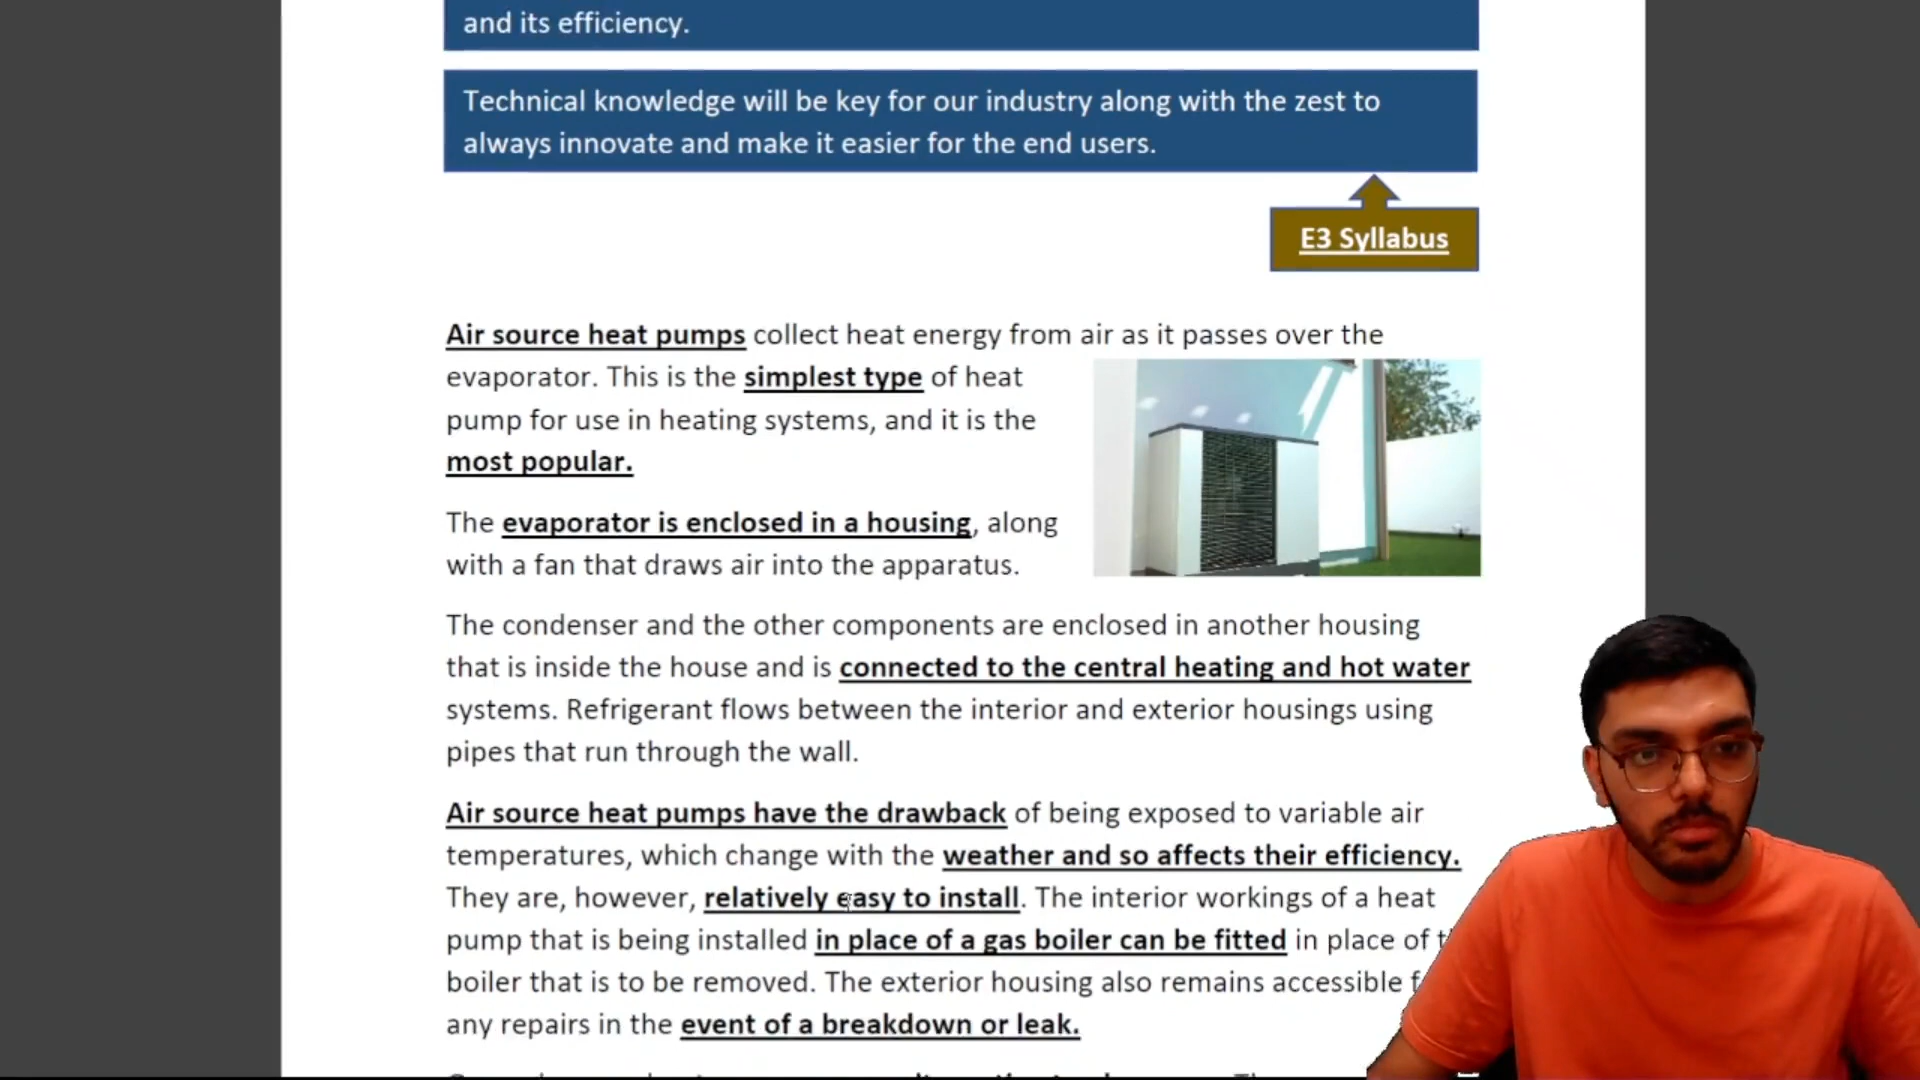 and its efficiency.
Technical knowledge will be key for our industry along with the zest to
always innovate and make it easier for the end users.
E3 Syllabus
Air source heat pumps collect heat energy from air as it passes over the
evaporator. This is the simplest type of heat
pump for use in heating systems, and it is the
most popular.
The evaporator is enclosed in a housing, along
with a fan that draws air into the apparatus.
The condenser and the other components are enclosed in another housing
that is inside the house and is connected to the central heating and hot water
systems. Refrigerant flows between the interior and exterior housings using
pipes that run through the wall.
Air source heat pumps have the drawback of being exposed to variable air
temperatures, which change with the weather and so affects their efficiency.
They are, however, relatively easy to install. The interior workings of a heat
pump that is being installed in place of a gas boiler can be fitted in place of
boiler that is to be removed. The exterior housing also remains accessible
any repairs in the event of a breakdown or leak.